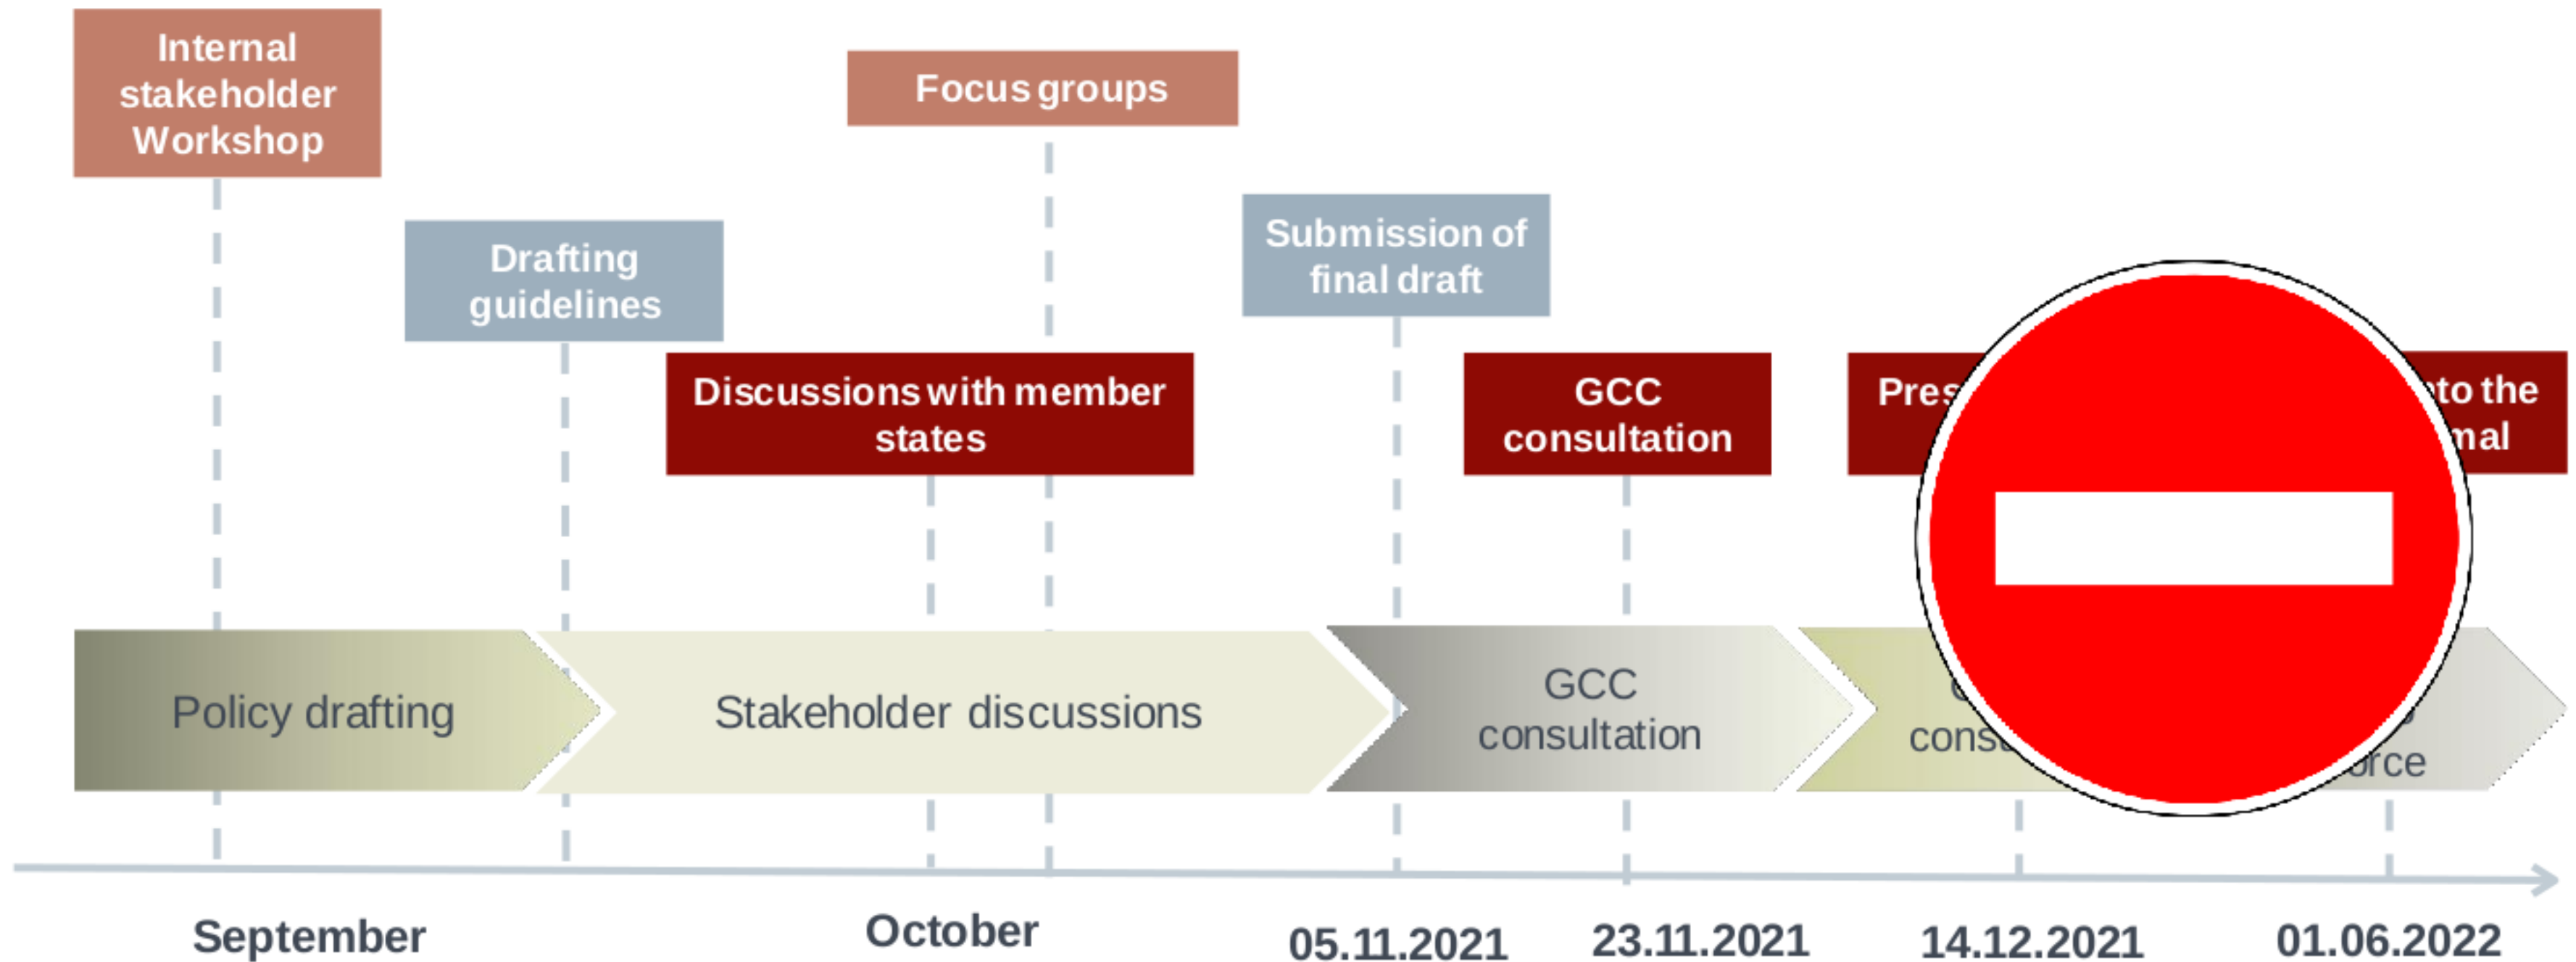 Internal
stakeholder
Workshop
Focus groups
Drafting
guidelines
Submission of
final draft
Discussions with member
states
GCC
consultation
to the
Policy drafting
Stakeholder discussions
GCC
consultation
September
October
05.11.2021
23.11.2021
14.12.2021
01.06.2022